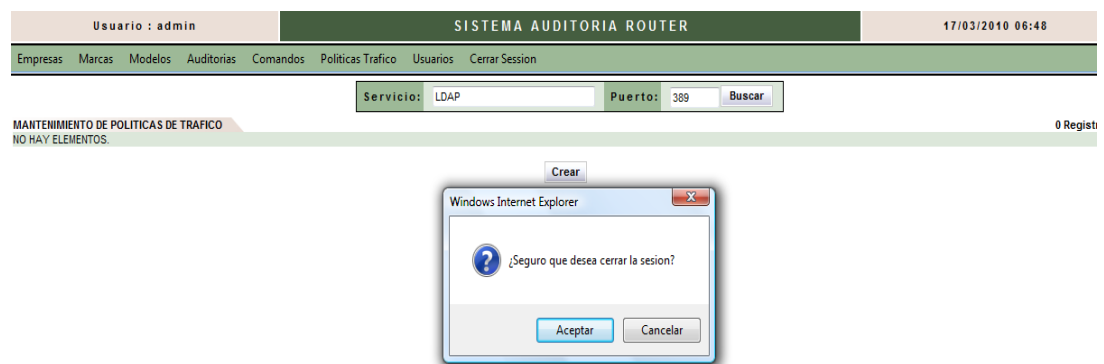 Usuario : admin SISTEMA AUDITORIA ROUTER 17/03/2010 06:48
Empresas Marcas Modelos Auditorias Comandos Politicas Trafico Usuarios Cerrar Session
Servicio: LDAP Puerto: 389 Buscar
MANTENIMIENTO DE POLITICAS DE TRAFICO 0 Registr
NO HAY ELEMENTOS.
Crear
Windows Internet Explorer
¿Seguro que desea cerrar la sesion?
Aceptar Cancelar